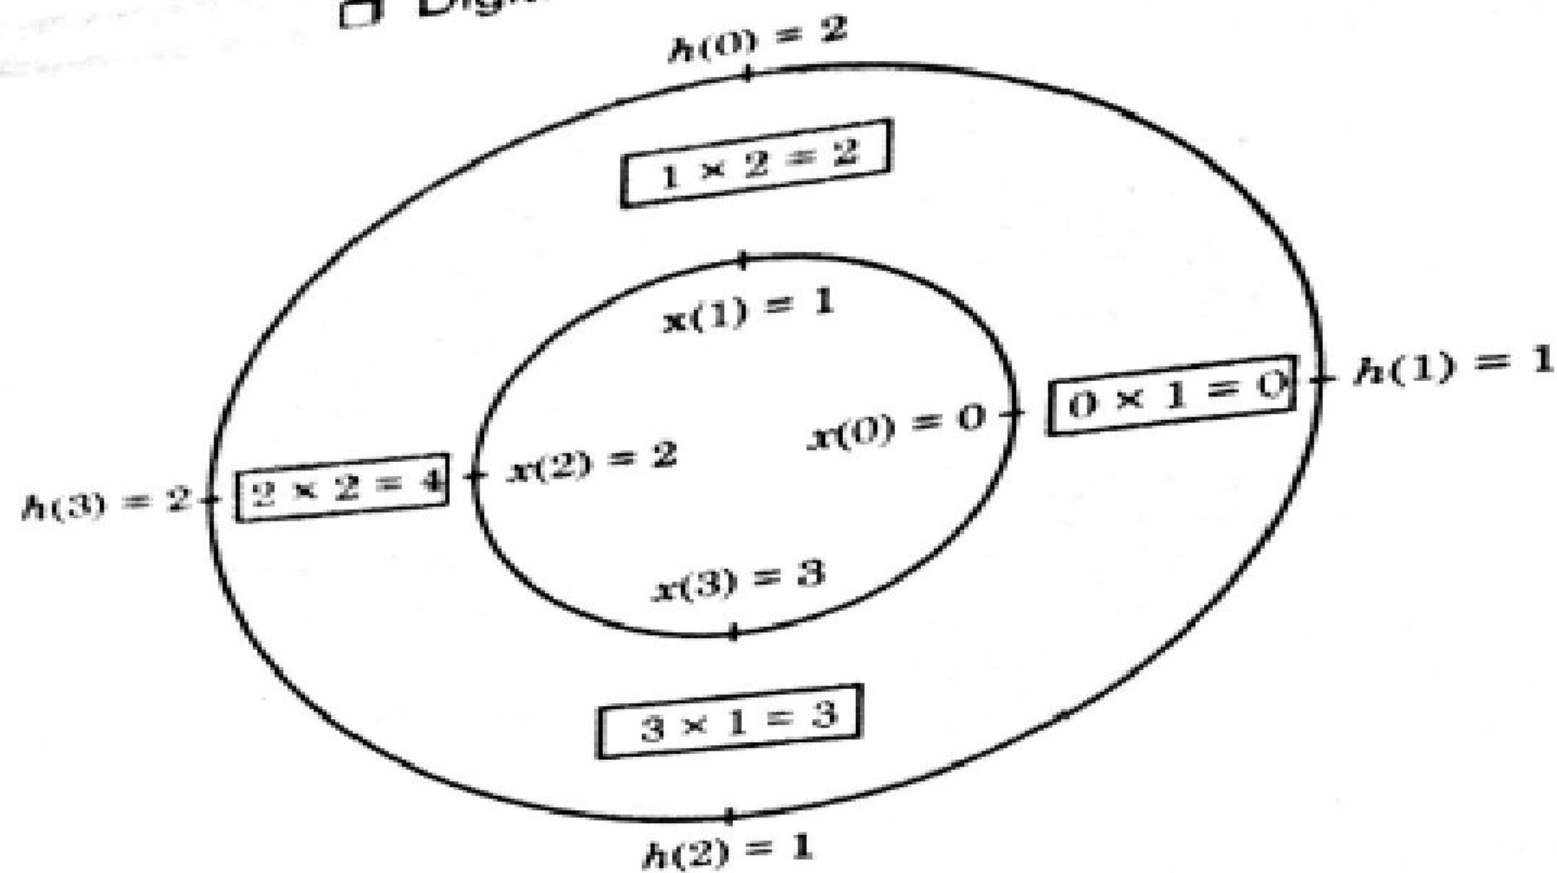 h(0) = 2
1 × 2 = 2
x(1) = 1
0 × 1 = 0
h(1) = 1
x(0) = 0
h(3) = 2
2 × 2 = 4
x(2) = 2
x(3) = 3
3 × 1 = 3
h(2) = 1